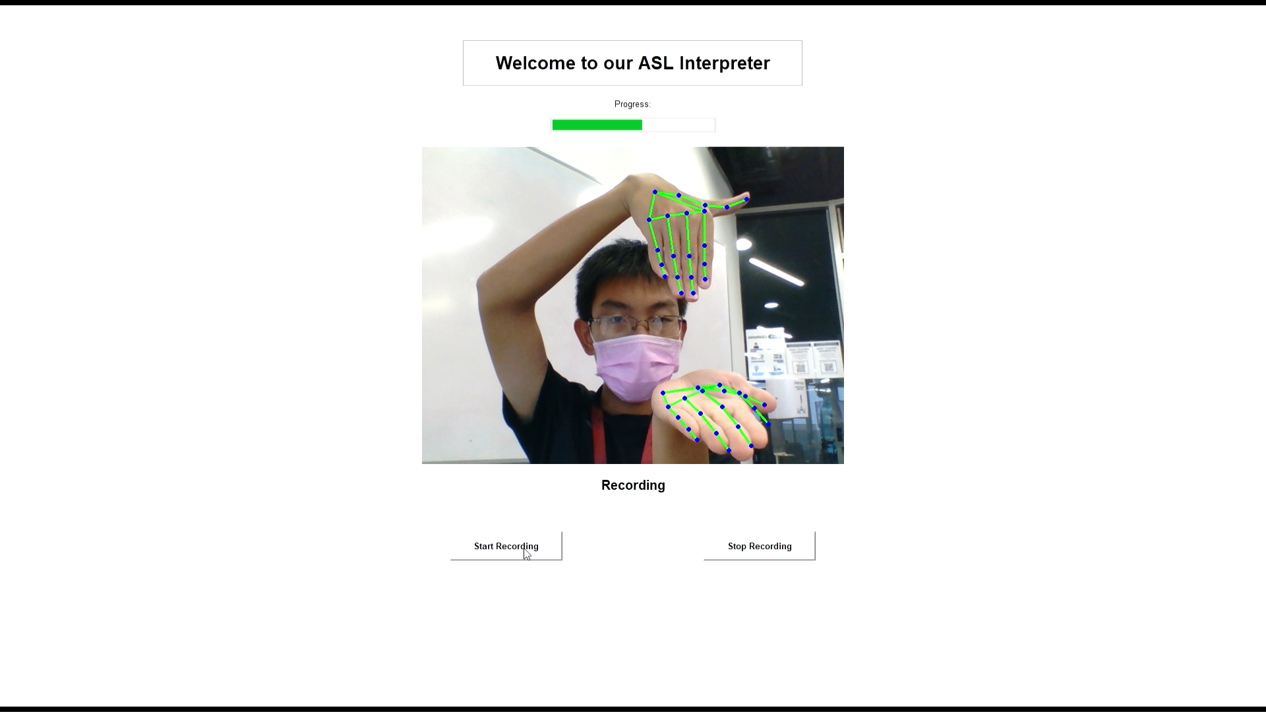 Welcome to our ASL Interpreter
Progress:
Recording
Start Recording
Stop Recording